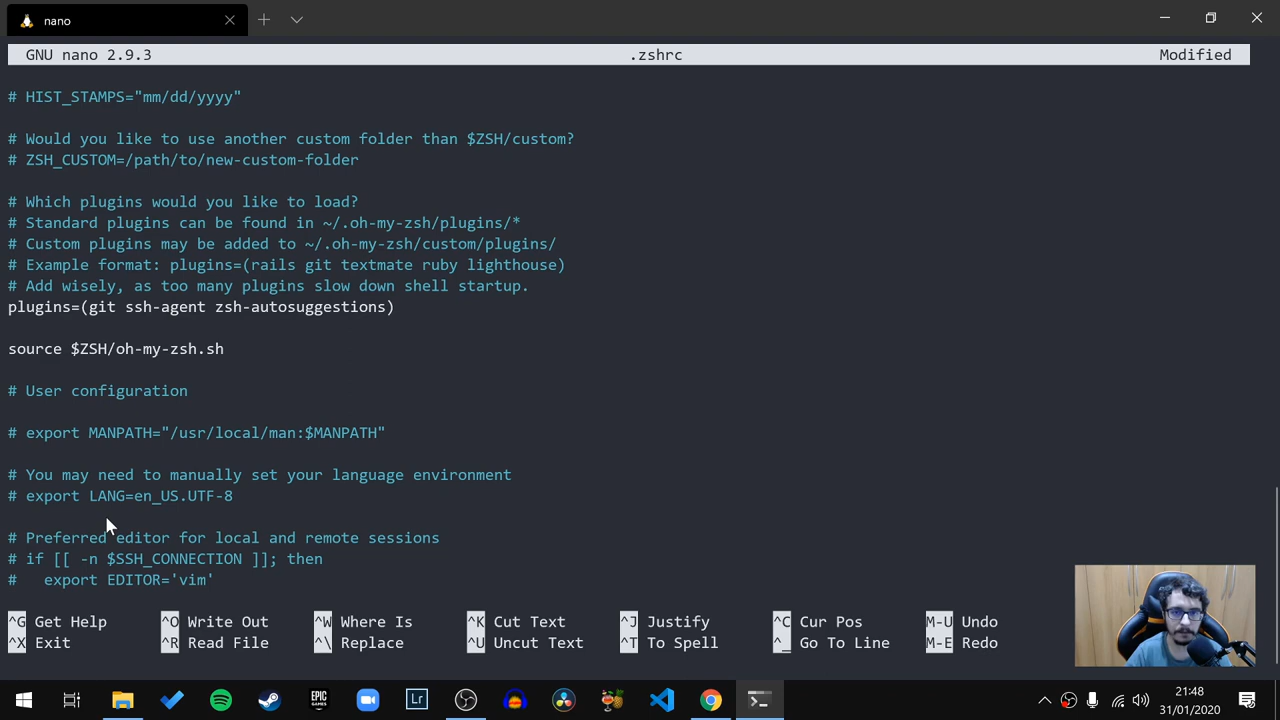 nano
GNU nano 2.9.3 .zshrc Modified
# HIST_STAMPS="mm/dd/yyyy"
# Would you like to use another custom folder than $ZSH/custom?
# ZSH_CUSTOM=/path/to/new-custom-folder
# Which plugins would you like to load?
# Standard plugins can be found in ~/.oh-my-zsh/plugins/*
# Custom plugins may be added to ~/.oh-my-zsh/custom/plugins/
# Example format: plugins=(rails git textmate ruby lighthouse)
# Add wisely, as too many plugins slow down shell startup.
plugins=(git ssh-agent zsh-autosuggestions)
source $ZSH/oh-my-zsh.sh
# User configuration
# export MANPATH="/usr/local/man:$MANPATH"
# You may need to manually set your language environment
# export LANG=en_US.UTF-8
# Preferred editor for local and remote sessions
# if [[ -n $SSH_CONNECTION ]]; then
#   export EDITOR='vim'
^G Get Help ^O Write Out ^W Where Is ^K Cut Text ^J Justify ^C Cur Pos M-U Undo
^X Exit ^R Read File ^\ Replace ^U Uncut Text ^T To Spell ^_ Go To Line M-E Redo
EPIC GAMES
Lr
21:48
31/01/2020